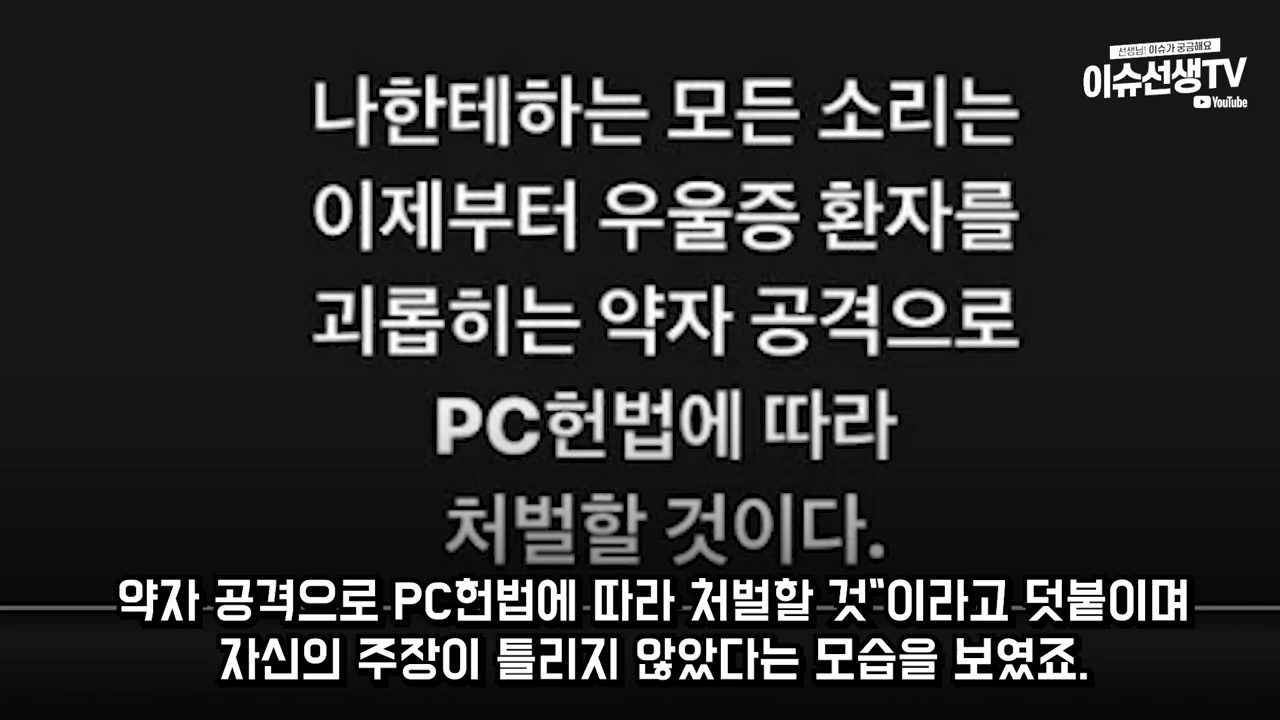 선생님! 이슈가 궁금해요
이슈선생TV
YouTube
나한테하는 모든 소리는
이제부터 우울증 환자를
괴롭히는 약자 공격으로
PC헌법에 따라
처벌할 것이다.
약자 공격으로 PC헌법에 따라 처벌할 것"이라고 덧붙이며
자신의 주장이 틀리지 않았다는 모습을 보였죠.